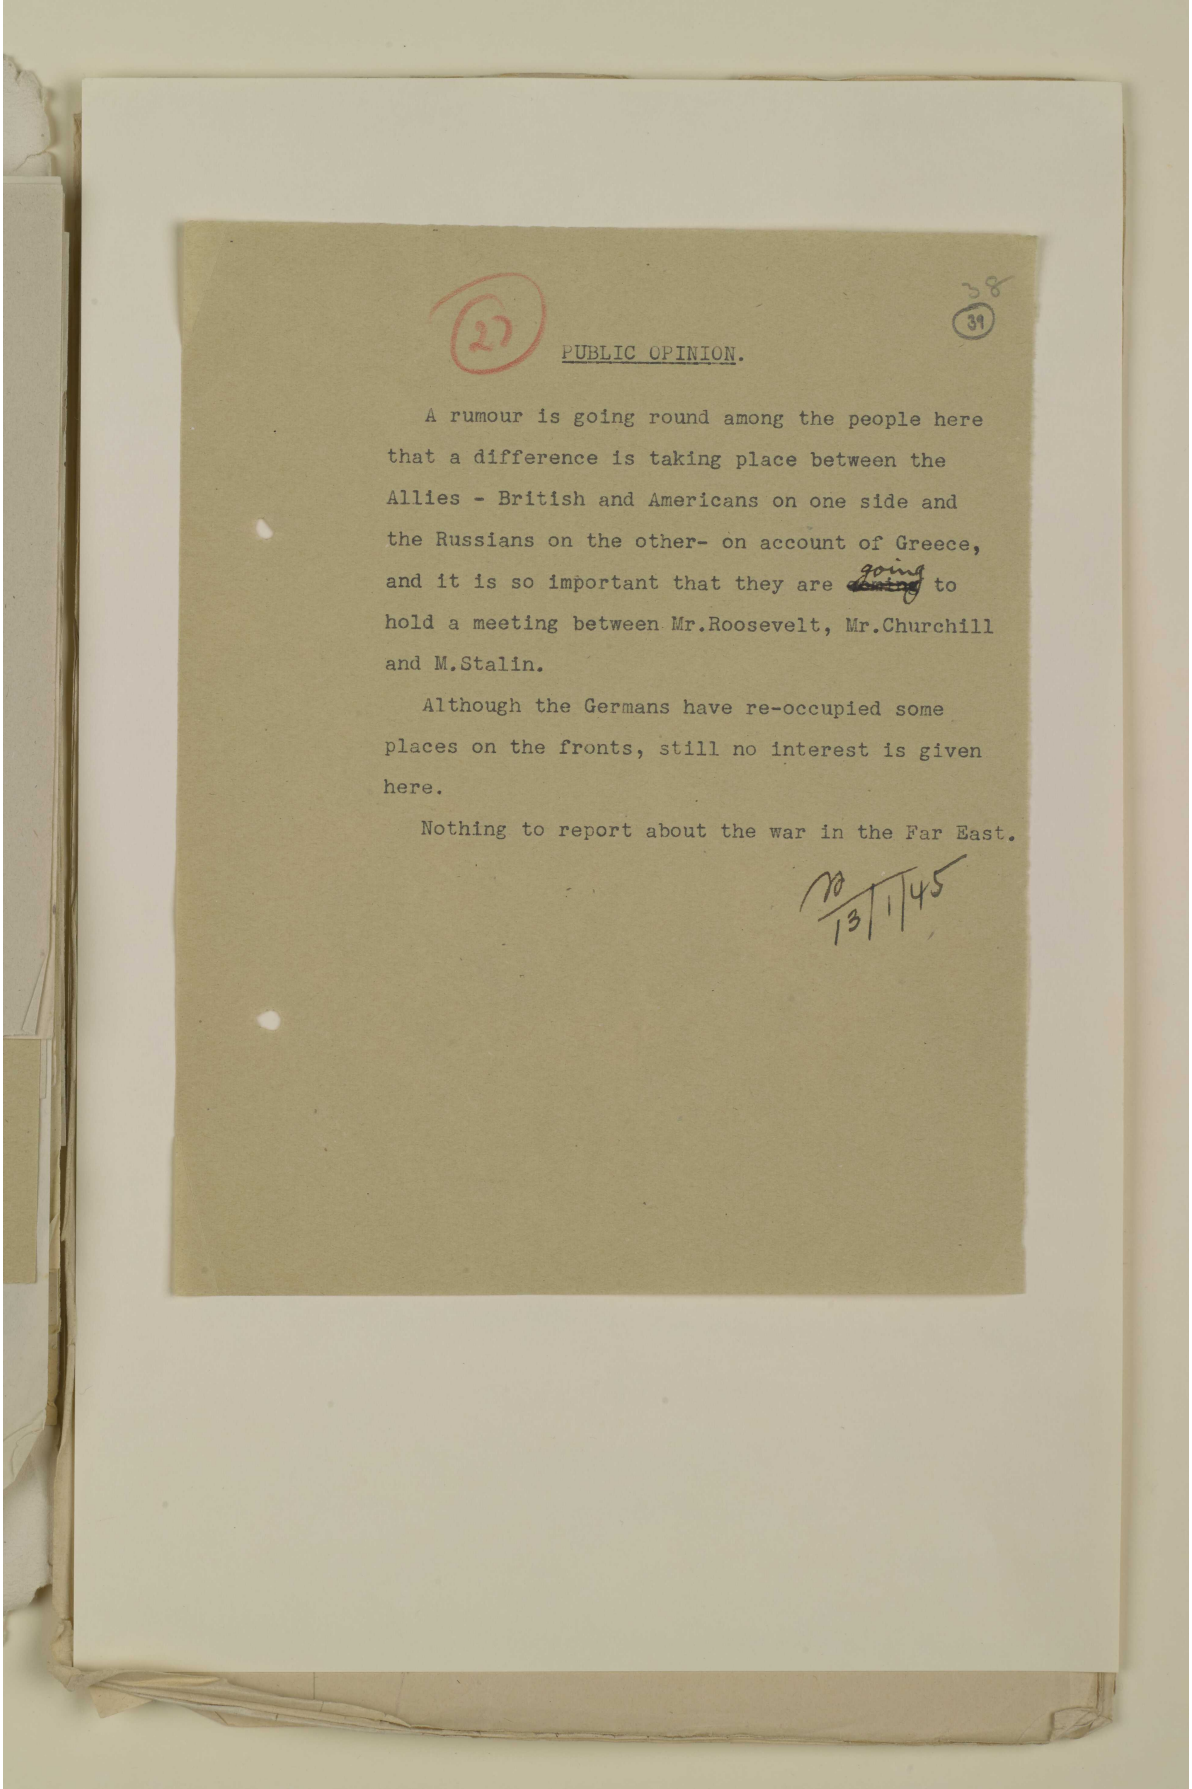 38
27
39
PUBLIC OPINION.
A rumour is going round among the people here
that a difference is taking place between the
Allies - British and Americans on one side and
the Russians on the other- on account of Greece,
going
and it is so important that they are to
hold a meeting between Mr.Roosevelt, Mr.Churchill
and M.Stalin.
Although the Germans have re-occupied some
places on the fronts, still no interest is given
here.
Nothing to report about the war in the Far East.
13/1/45